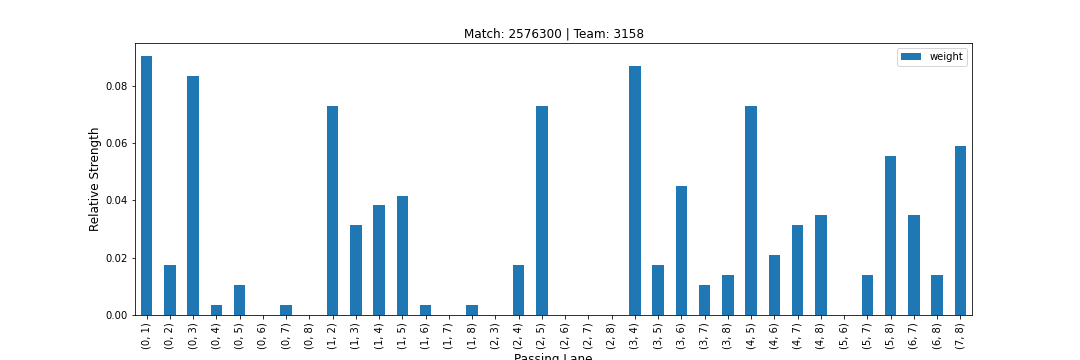 Match: 2576300 | Team: 3158
weight
Relative Strength
0.08
0.06
0.04
0.02
0.00
(0, 1) (0, 2) (0, 3) (0, 4) (0, 5) (0, 6) (0, 7) (0, 8) (1, 2) (1, 3) (1, 4) (1, 5) (1, 6) (1, 7) (1, 8) (2, 3) (2, 4) (2, 5) (2, 6) (2, 7) (2, 8) (3, 4) (3, 5) (3, 6) (3, 7) (3, 8) (4, 5) (4, 6) (4, 7) (4, 8) (5, 6) (5, 7) (5, 8) (6, 7) (6, 8) (7, 8)
Passing Lane